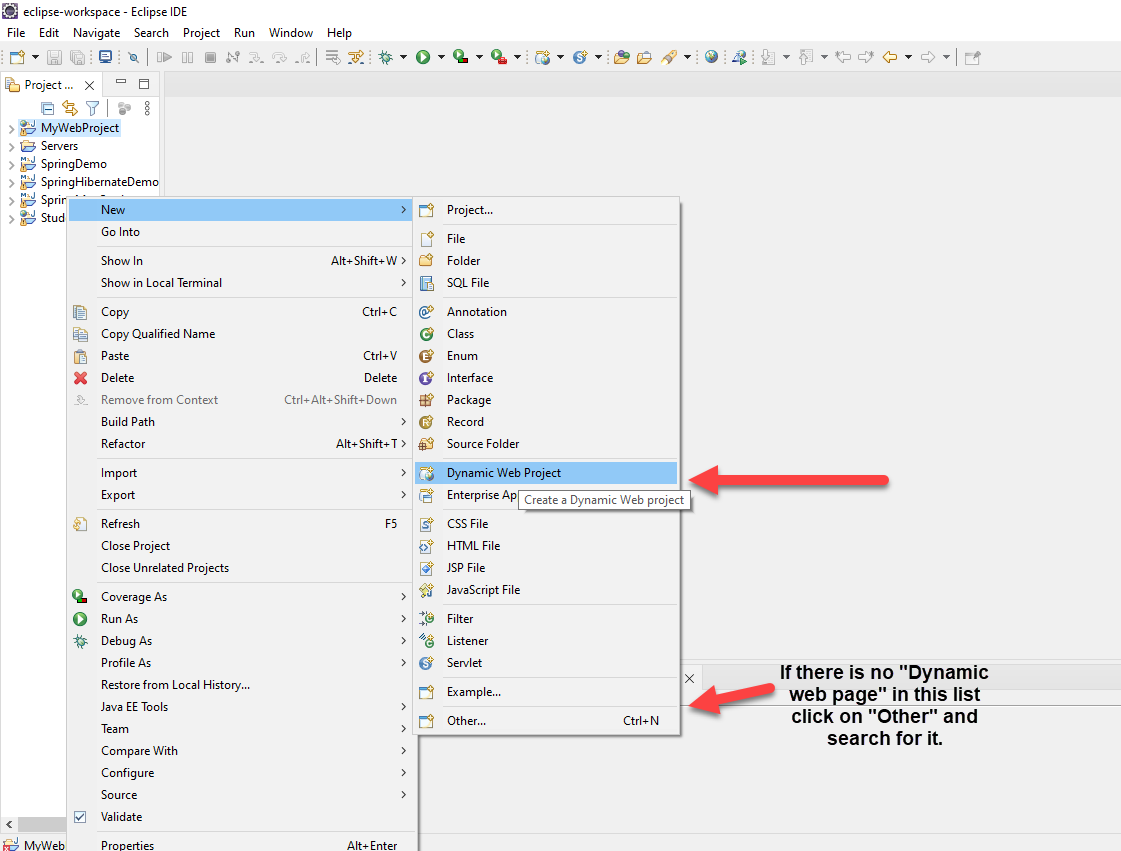 eclipse-workspace - Eclipse IDE
File Edit Navigate Search Project Run Window Help
Project ...
MyWebProject
Servers
SpringDemo
SpringHibernateDemo
Stud
New
Go Into
Show In Alt+Shift+W
Show in Local Terminal
Copy Ctrl+C
Copy Qualified Name
Paste Ctrl+V
Delete Delete
Remove from Context Ctrl+Alt+Shift+Down
Build Path
Refactor Alt+Shift+T
Import
Export
Refresh F5
Close Project
Close Unrelated Projects
Coverage As
Run As
Debug As
Profile As
Restore from Local History...
Java EE Tools
Team
Compare With
Configure
Source
Validate
Properties Alt+Enter
Project...
File
Folder
SQL File
Annotation
Class
Enum
Interface
Package
Record
Source Folder
Dynamic Web Project
Enterprise Ap
Create a Dynamic Web project
CSS File
HTML File
JSP File
JavaScript File
Filter
Listener
Servlet
Example...
Other... Ctrl+N
If there is no "Dynamic
web page" in this list
click on "Other" and
search for it.
MyWeb